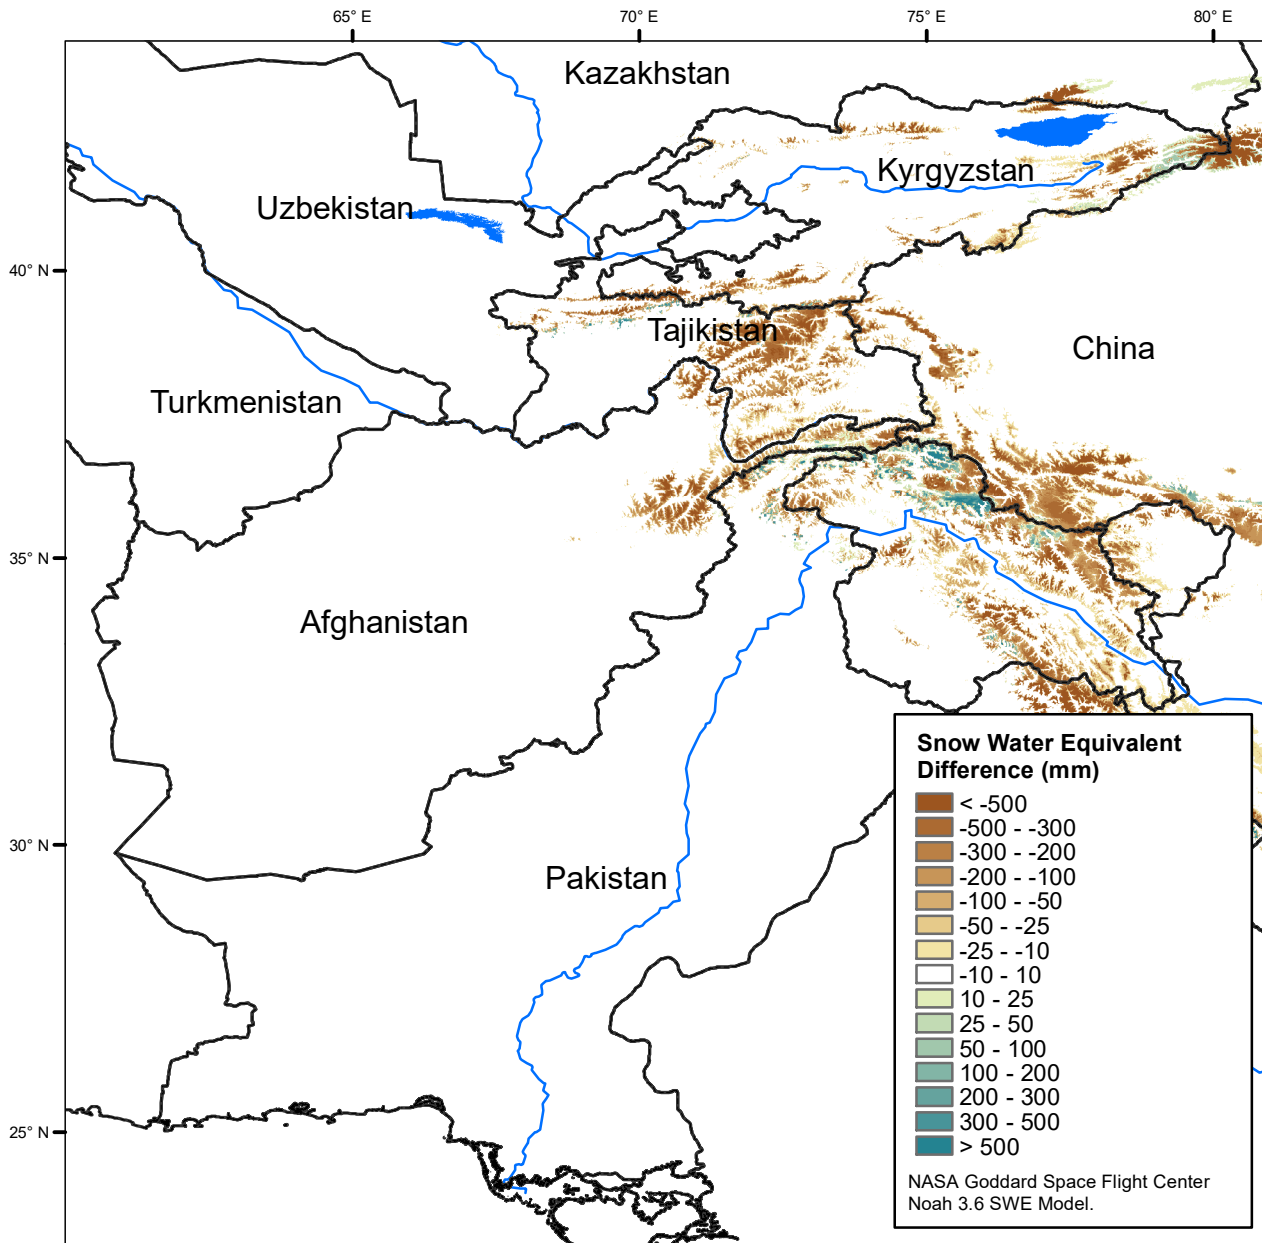 65° E
70° E
75° E
80° E
Kazakhstan
Kyrgyzstan
Uzbekistan
40° N
Tajikistan
China
Turkmenistan
35° N
Afghanistan
30° N
Pakistan
25° N
Snow Water Equivalent
Difference (mm)
< -500
-500 - -300
-300 - -200
-200 - -100
-100 - -50
-50 - -25
-25 - -10
-10 - 10
10 - 25
25 - 50
50 - 100
100 - 200
200 - 300
300 - 500
> 500
NASA Goddard Space Flight Center
Noah 3.6 SWE Model.